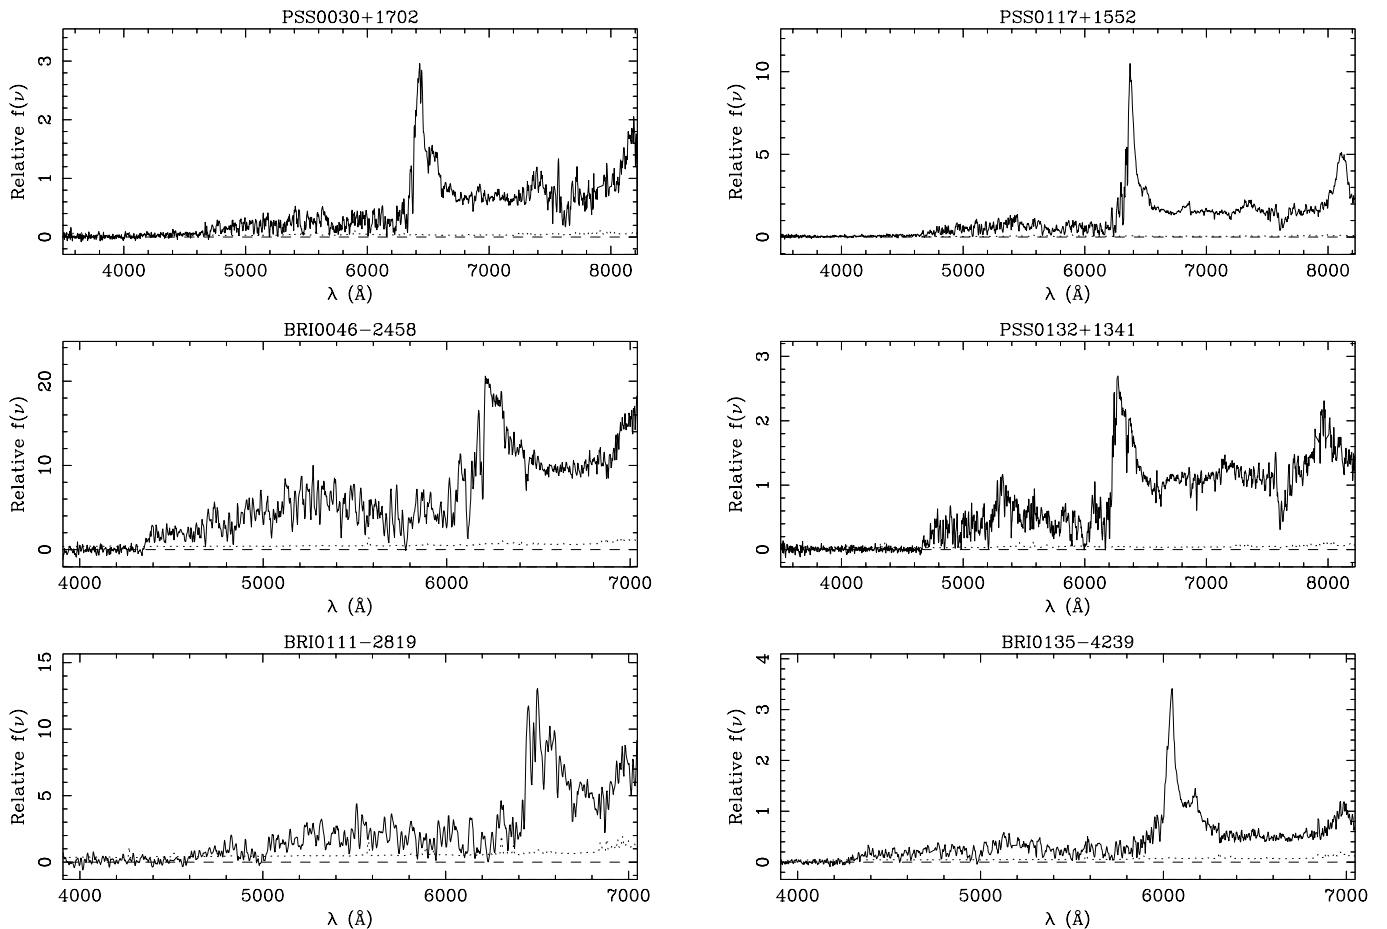 PSS0030+1702
Relative f(ν)
3
2
1
0
4000 5000 6000 7000 8000
λ (Å)
PSS0117+1552
Relative f(ν)
10
5
0
4000 5000 6000 7000 8000
λ (Å)
BRI0046−2458
Relative f(ν)
20
10
0
4000 5000 6000 7000
λ (Å)
PSS0132+1341
Relative f(ν)
3
2
1
0
4000 5000 6000 7000 8000
λ (Å)
BRI0111−2819
Relative f(ν)
15
10
5
0
4000 5000 6000 7000
λ (Å)
BRI0135−4239
Relative f(ν)
4
3
2
1
0
4000 5000 6000 7000
λ (Å)